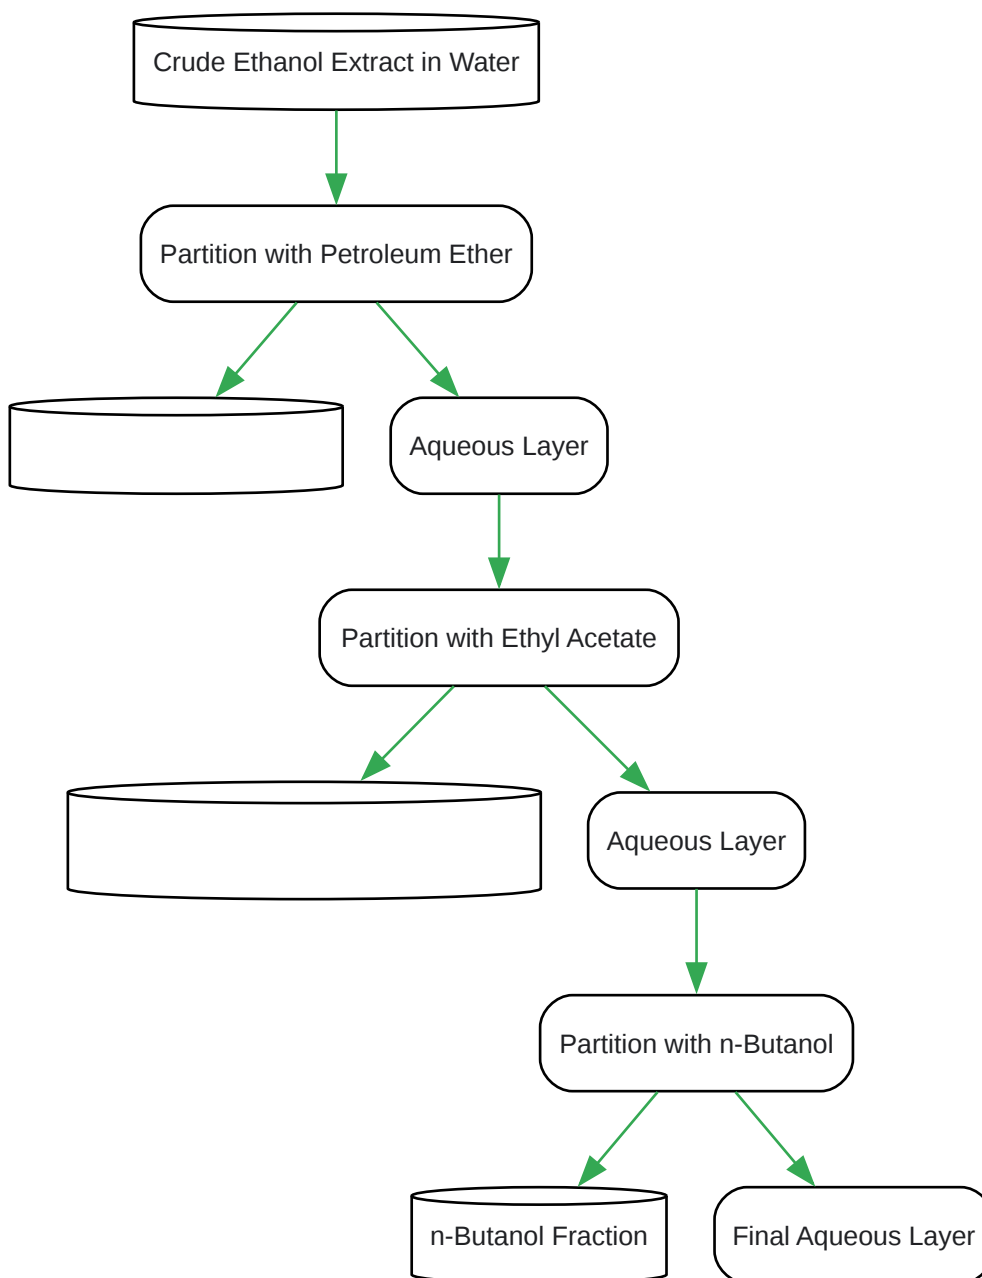 Crude Ethanol Extract in Water
Partition with Petroleum Ether
Aqueous Layer
Partition with Ethyl Acetate
Aqueous Layer
Partition with n-Butanol
n-Butanol Fraction
Final Aqueous Layer